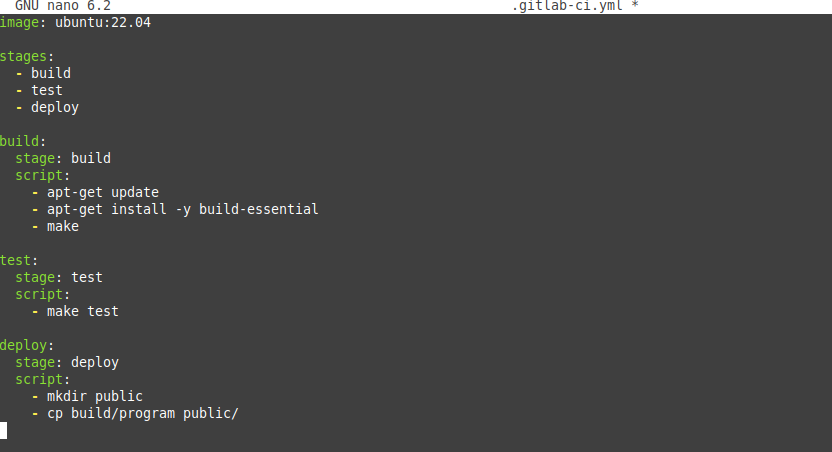 GNU nano 6.2 .gitlab-ci.yml *
image: ubuntu:22.04
stages:
- build
- test
- deploy
build:
stage: build
script:
- apt-get update
- apt-get install -y build-essential
- make
test:
stage: test
script:
- make test
deploy:
stage: deploy
script:
- mkdir public
- cp build/program public/